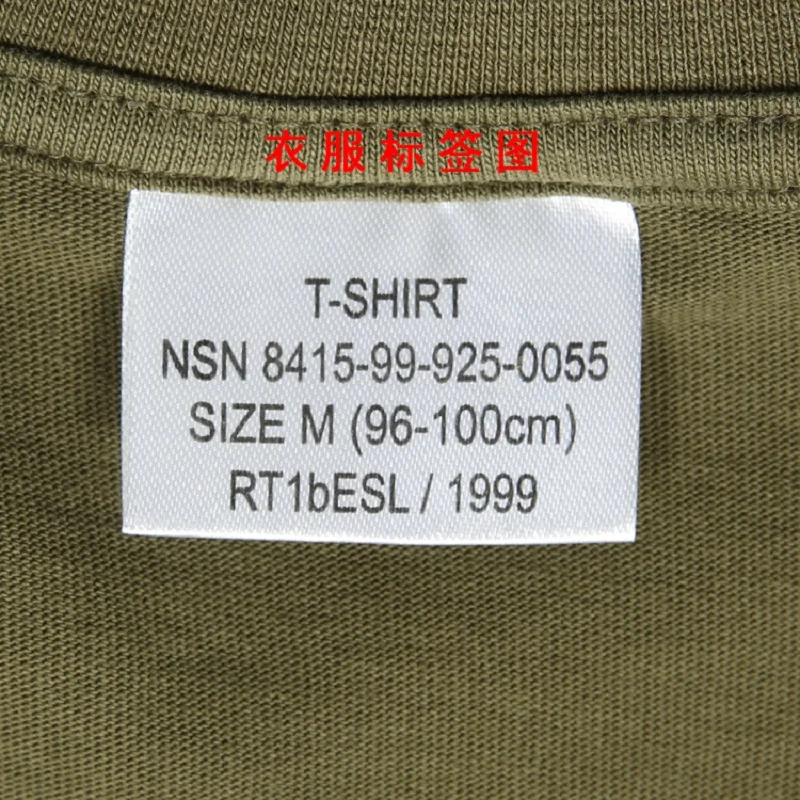 衣服标签图
T-SHIRT
NSN 8415-99-925-0055
SIZE M (96-100cm)
RT1bESL / 1999